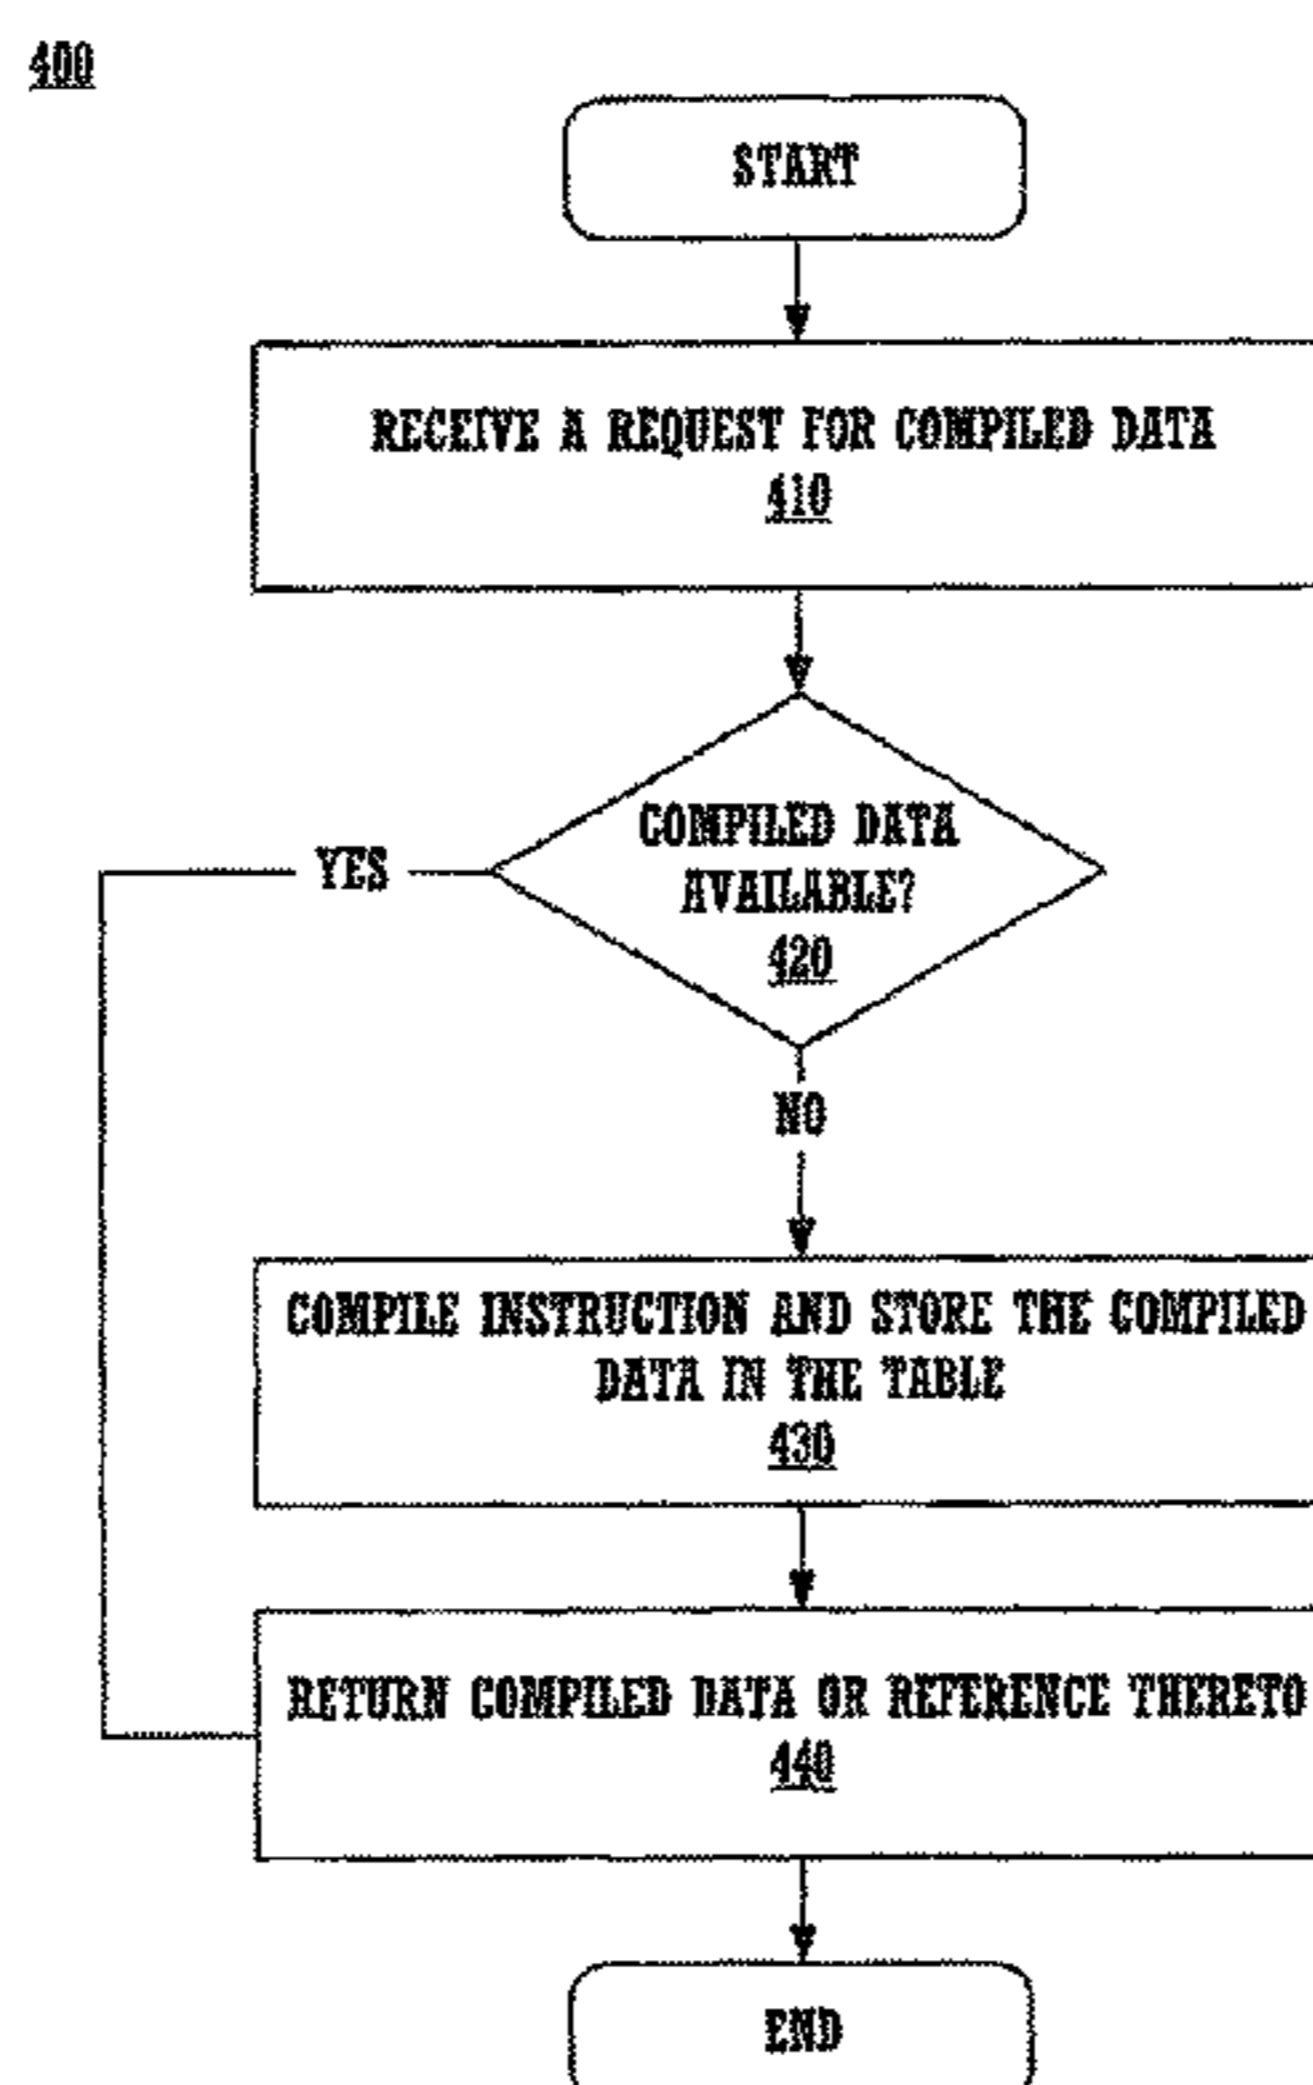 400
START
RECEIVE A REQUEST FOR COMPILED DATA
410
COMPILED DATA
AVAILABLE?
420
YES
NO
COMPILE INSTRUCTION AND STORE THE COMPILED
DATA IN THE TABLE
430
RETURN COMPILED DATA OR REFERENCE THERETO
440
END